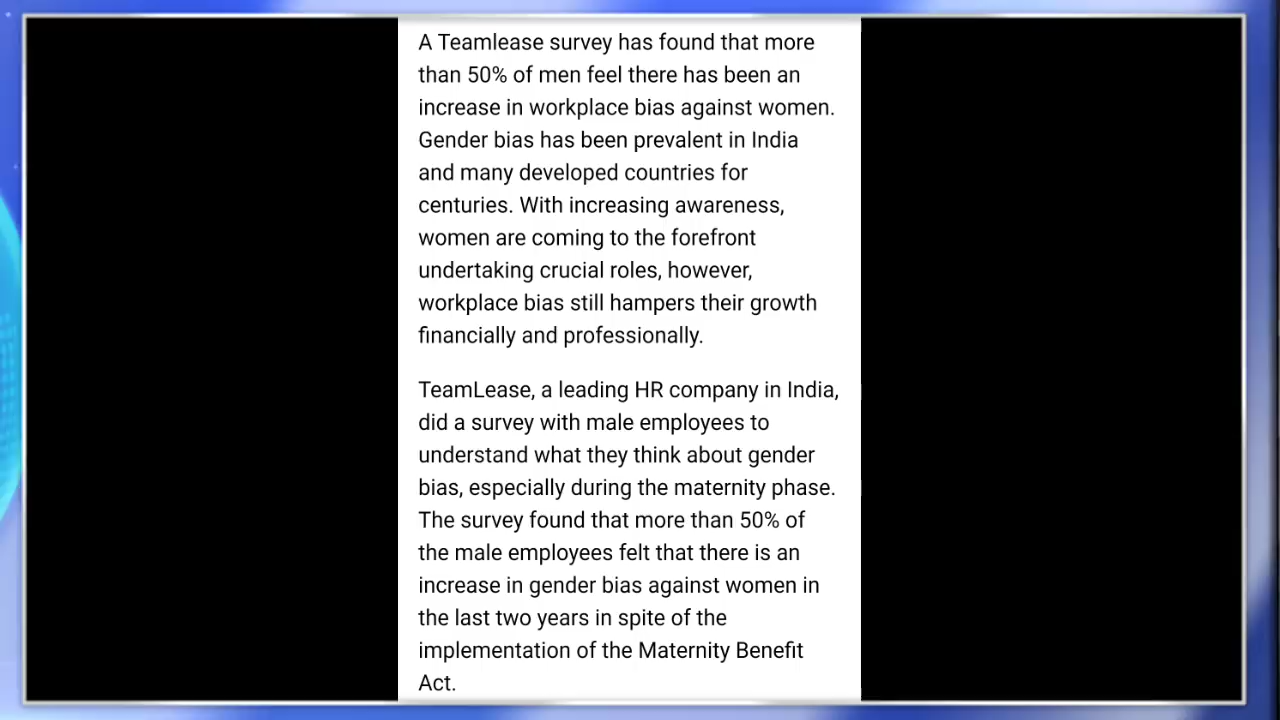 A Teamlease survey has found that more
than 50% of men feel there has been an
increase in workplace bias against women.
Gender bias has been prevalent in India
and many developed countries for
centuries. With increasing awareness,
women are coming to the forefront
undertaking crucial roles, however,
workplace bias still hampers their growth
financially and professionally.
TeamLease, a leading HR company in India,
did a survey with male employees to
understand what they think about gender
bias, especially during the maternity phase.
The survey found that more than 50% of
the male employees felt that there is an
increase in gender bias against women in
the last two years in spite of the
implementation of the Maternity Benefit
Act.